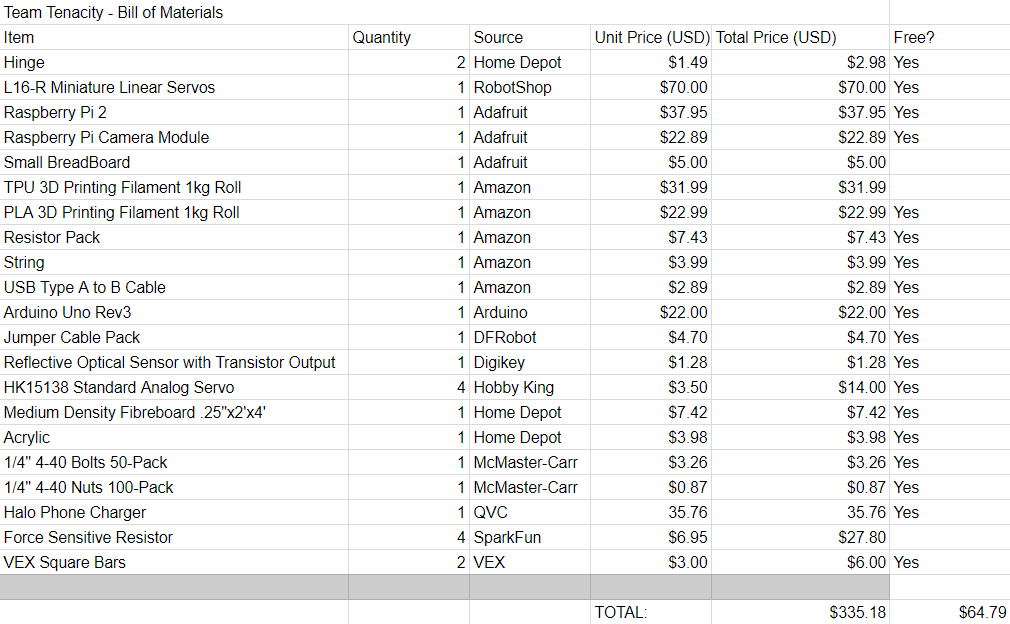 Team Tenacity - Bill of Materials
Item Quantity Source Unit Price (USD) Total Price (USD) Free?
Hinge 2 Home Depot $1.49 $2.98 Yes
L16-R Miniature Linear Servos 1 RobotShop $70.00 $70.00 Yes
Raspberry Pi 2 1 Adafruit $37.95 $37.95 Yes
Raspberry Pi Camera Module 1 Adafruit $22.89 $22.89 Yes
Small BreadBoard 1 Adafruit $5.00 $5.00
TPU 3D Printing Filament 1kg Roll 1 Amazon $31.99 $31.99
PLA 3D Printing Filament 1kg Roll 1 Amazon $22.99 $22.99 Yes
Resistor Pack 1 Amazon $7.43 $7.43 Yes
String 1 Amazon $3.99 $3.99 Yes
USB Type A to B Cable 1 Amazon $2.89 $2.89 Yes
Arduino Uno Rev3 1 Arduino $22.00 $22.00 Yes
Jumper Cable Pack 1 DFRobot $4.70 $4.70 Yes
Reflective Optical Sensor with Transistor Output 1 Digikey $1.28 $1.28 Yes
HK15138 Standard Analog Servo 4 Hobby King $3.50 $14.00 Yes
Medium Density Fibreboard .25"x2'x4' 1 Home Depot $7.42 $7.42 Yes
Acrylic 1 Home Depot $3.98 $3.98 Yes
1/4" 4-40 Bolts 50-Pack 1 McMaster-Carr $3.26 $3.26 Yes
1/4" 4-40 Nuts 100-Pack 1 McMaster-Carr $0.87 $0.87 Yes
Halo Phone Charger 1 QVC 35.76 35.76 Yes
Force Sensitive Resistor 4 SparkFun $6.95 $27.80
VEX Square Bars 2 VEX $3.00 $6.00 Yes
TOTAL: $335.18 $64.79